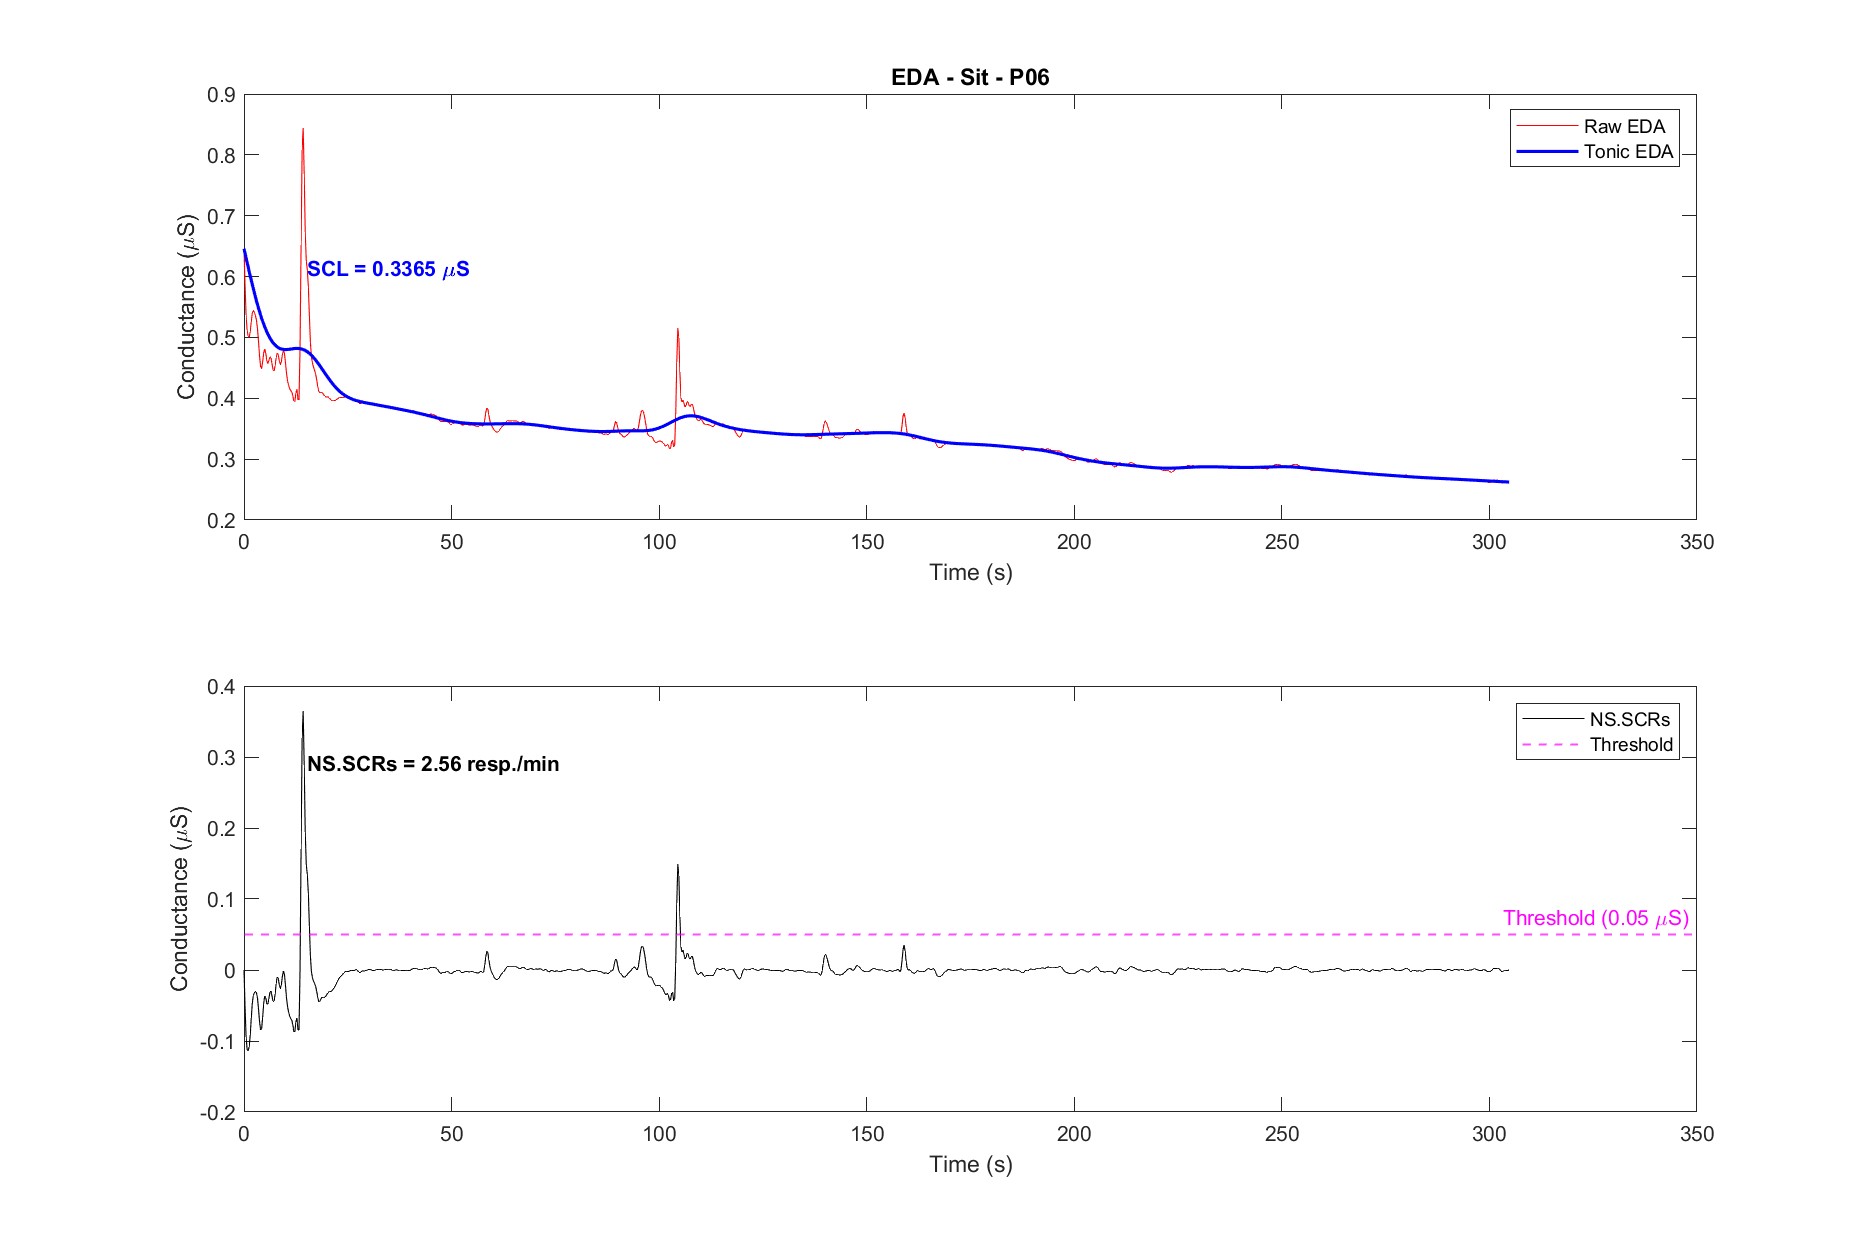 EDA - Sit - P06
0.9
0.8
0.7
0.6
0.5
0.4
0.3
0.2
Conductance (μS)
Raw EDA
Tonic EDA
SCL = 0.3365 μS
0 50 100 150 200 250 300 350
Time (s)
0.4
0.3
0.2
0.1
0
-0.1
-0.2
Conductance (μS)
NS.SCRs
Threshold
NS.SCRs = 2.56 resp./min
Threshold (0.05 μS)
0 50 100 150 200 250 300 350
Time (s)